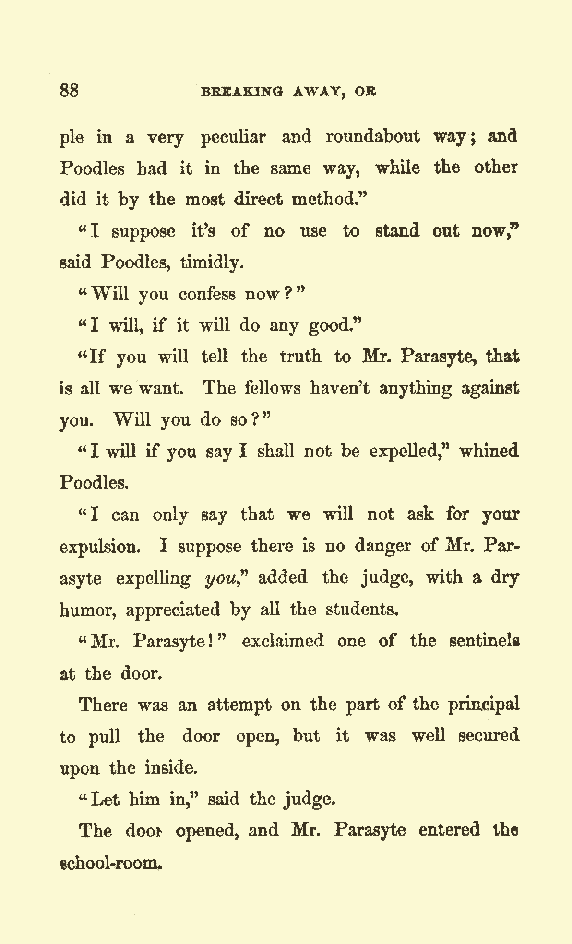 88 BREAKING AWAY, OR
ple in a very peculiar and roundabout way; and
Poodles had it in the same way, while the other
did it by the most direct method."
"I suppose it's of no use to stand out now,"
said Poodles, timidly.
"Will you confess now?"
"I will, if it will do any good."
"If you will tell the truth to Mr. Parasyte, that
is all we want. The fellows haven't anything against
you. Will you do so?"
"I will if you say I shall not be expelled," whined
Poodles.
"I can only say that we will not ask for your
expulsion. I suppose there is no danger of Mr. Par-
asyte expelling you," added the judge, with a dry
humor, appreciated by all the students.
"Mr. Parasyte!" exclaimed one of the sentinels
at the door.
There was an attempt on the part of the principal
to pull the door open, but it was well secured
upon the inside.
"Let him in," said the judge.
The door opened, and Mr. Parasyte entered the
school-room.